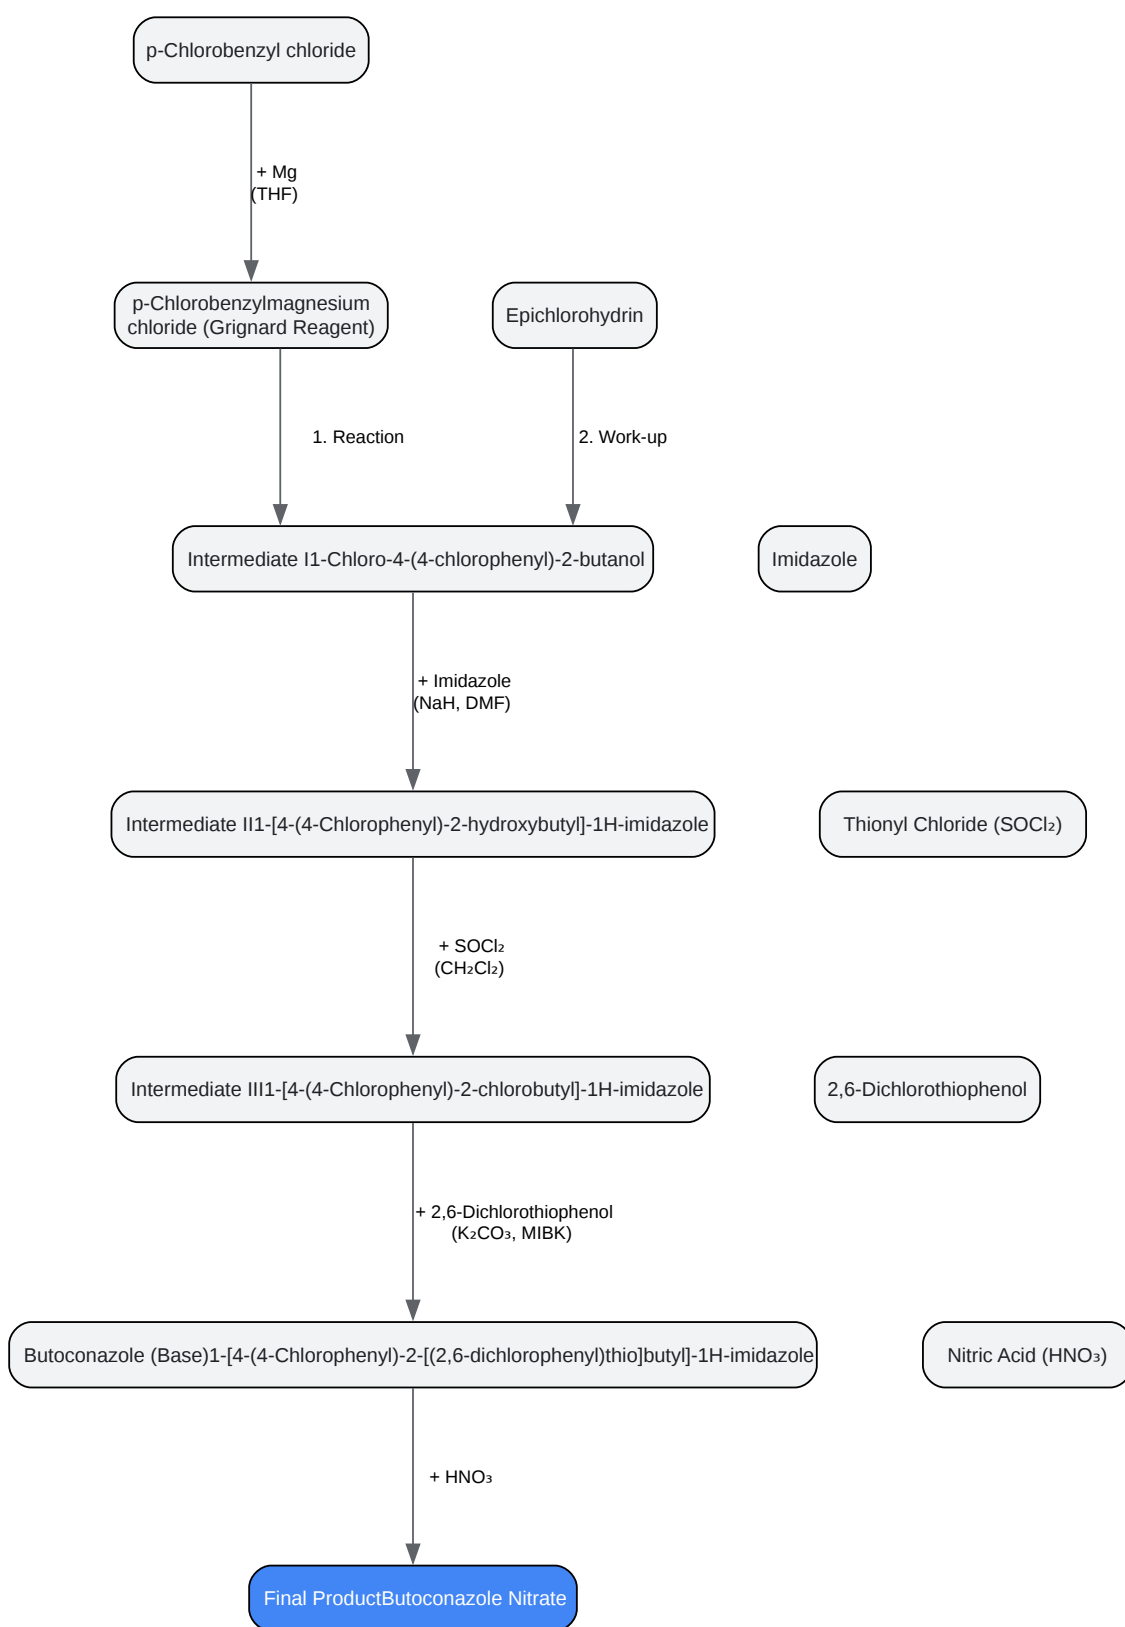 p-Chlorobenzyl chloride
+ Mg
(THF)
p-Chlorobenzylmagnesium
chloride (Grignard Reagent)
Epichlorohydrin
1. Reaction
2. Work-up
Intermediate I1-Chloro-4-(4-chlorophenyl)-2-butanol
Imidazole
+ Imidazole
(NaH, DMF)
Intermediate II1-[4-(4-Chlorophenyl)-2-hydroxybutyl]-1H-imidazole
Thionyl Chloride (SOCl₂)
+ SOCl₂
(CH₂Cl₂)
Intermediate III1-[4-(4-Chlorophenyl)-2-chlorobutyl]-1H-imidazole
2,6-Dichlorothiophenol
+ 2,6-Dichlorothiophenol
(K₂CO₃, MIBK)
Butoconazole (Base)1-[4-(4-Chlorophenyl)-2-[(2,6-dichlorophenyl)thio]butyl]-1H-imidazole
Nitric Acid (HNO₃)
+ HNO₃
Final ProductButoconazole Nitrate